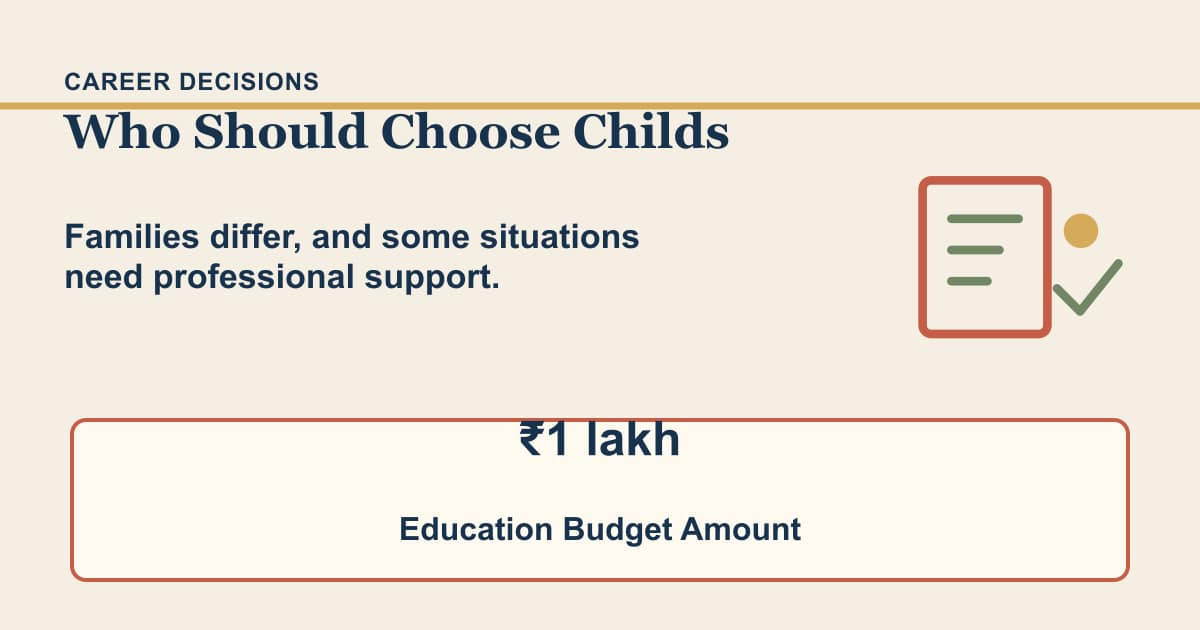 CAREER DECISIONS
Who Should Choose Childs
Families differ, and some situations
need professional support.
₹1 lakh
Education Budget Amount